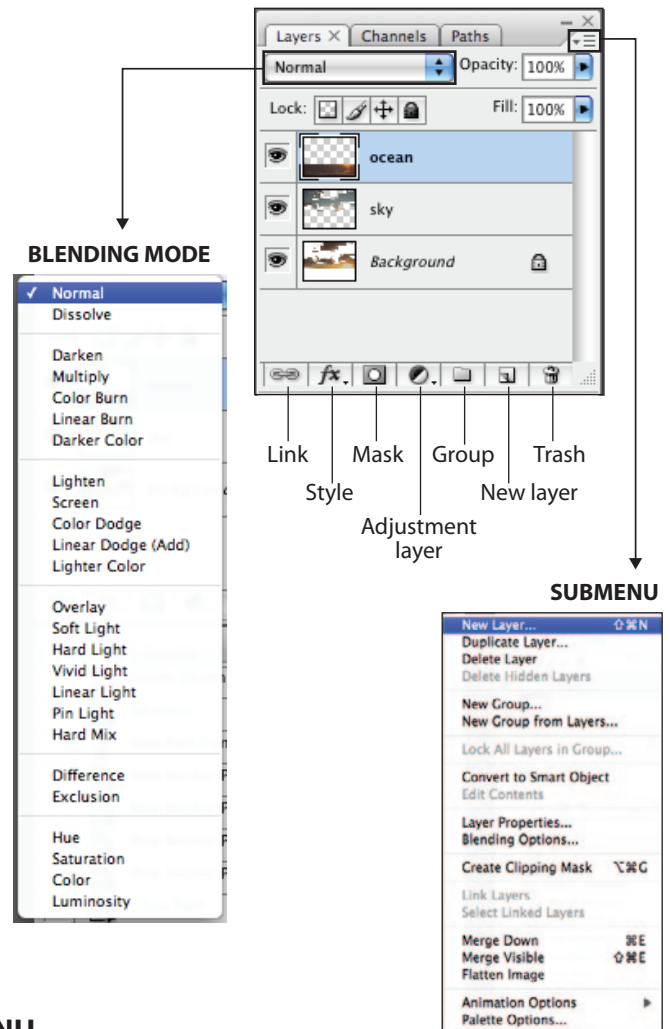 Layers × Channels Paths
Normal Opacity: 100%
Lock: Fill: 100%
ocean
sky
Background
fx.
Link Mask Group Trash
Style New layer
Adjustment
layer
BLENDING MODE
✓ Normal
Dissolve
Darken
Multiply
Color Burn
Linear Burn
Darker Color
Lighten
Screen
Color Dodge
Linear Dodge (Add)
Lighter Color
Overlay
Soft Light
Hard Light
Vivid Light
Linear Light
Pin Light
Hard Mix
Difference
Exclusion
Hue
Saturation
Color
Luminosity
SUBMENU
New Layer... ⇧⌘N
Duplicate Layer...
Delete Layer
Delete Hidden Layers
New Group...
New Group from Layers...
Lock All Layers in Group...
Convert to Smart Object
Edit Contents
Layer Properties...
Blending Options...
Create Clipping Mask ⌥⌘G
Link Layers
Select Linked Layers
Merge Down ⌘E
Merge Visible ⇧⌘E
Flatten Image
Animation Options
Palette Options...